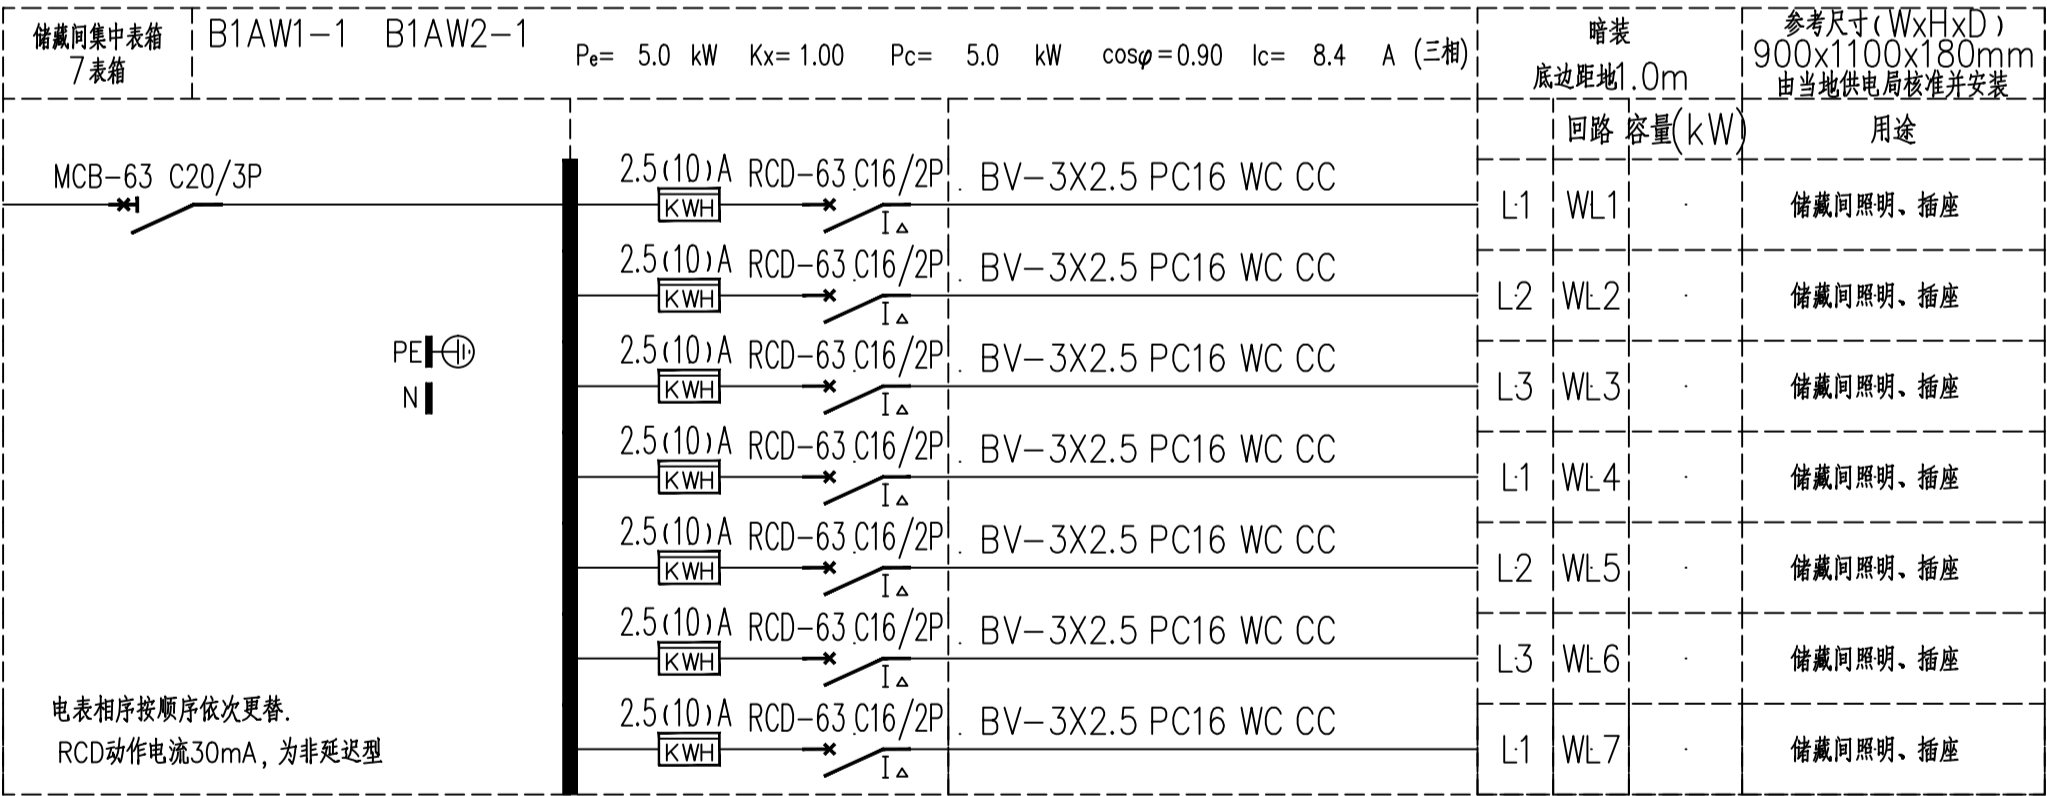 储藏间集中表箱
7表箱
B1AW1-1 B1AW2-1
Pe= 5.0 kW Kx=1.00 Pc= 5.0 kW cosφ=0.90 Ic= 8.4 A (三相)
暗装
底边距地1.0m
参考尺寸(WxHxD)
900x1100x180mm
由当地供电局核准并安装
回路 容量(kW) 用途
MCB-63 C20/3P
2.5(10)A RCD-63 C16/2P BV-3X2.5 PC16 WC CC
KWH I△ L1 WL1 储藏间照明、插座
2.5(10)A RCD-63 C16/2P BV-3X2.5 PC16 WC CC
KWH I△ L2 WL2 储藏间照明、插座
2.5(10)A RCD-63 C16/2P BV-3X2.5 PC16 WC CC
KWH I△ L3 WL3 储藏间照明、插座
PE
N
2.5(10)A RCD-63 C16/2P BV-3X2.5 PC16 WC CC
KWH I△ L1 WL4 储藏间照明、插座
2.5(10)A RCD-63 C16/2P BV-3X2.5 PC16 WC CC
KWH I△ L2 WL5 储藏间照明、插座
2.5(10)A RCD-63 C16/2P BV-3X2.5 PC16 WC CC
KWH I△ L3 WL6 储藏间照明、插座
2.5(10)A RCD-63 C16/2P BV-3X2.5 PC16 WC CC
KWH I△ L1 WL7 储藏间照明、插座
电表相序按顺序依次更替.
RCD动作电流30mA, 为非延迟型